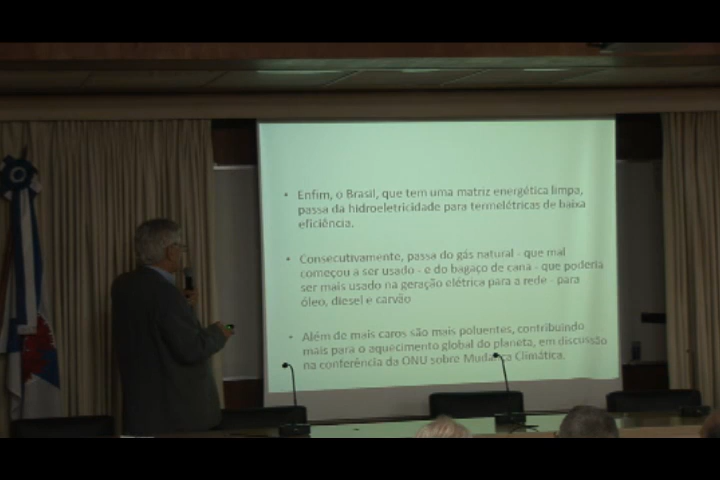 • Enfim, o Brasil, que tem uma matriz energética limpa,
passa da hidroeletricidade para termelétricas de baixa
eficiência.
• Consecutivamente, passa do gás natural - que mal
começou a ser usado - e do bagaço de cana - que poderia
ser mais usado na geração elétrica para a rede - para
óleo, diesel e carvão
• Além de mais caros são mais poluentes, contribuindo
mais para o aquecimento global do planeta, em discussão
na conferência da ONU sobre Mudança Climática.